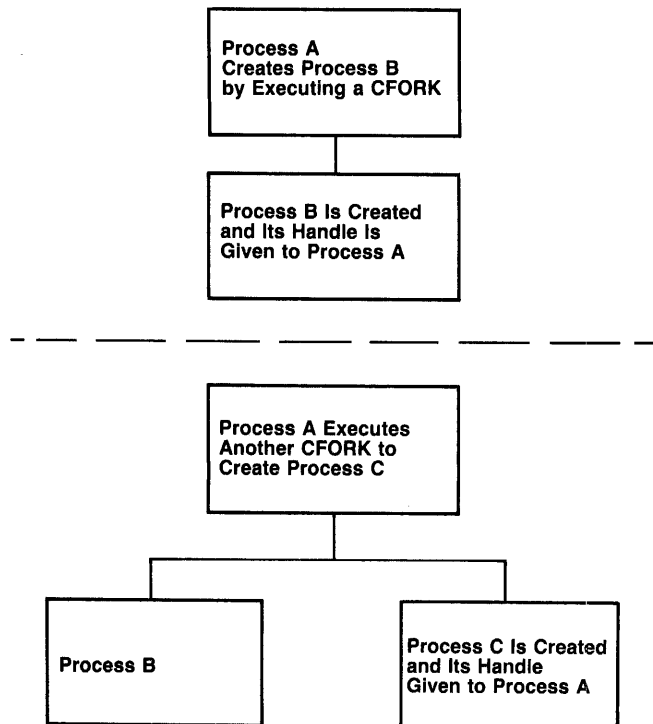 Process A
Creates Process B
by Executing a CFORK
Process B Is Created
and Its Handle Is
Given to Process A
Process A Executes
Another CFORK to
Create Process C
Process B
Process C Is Created
and Its Handle
Given to Process A